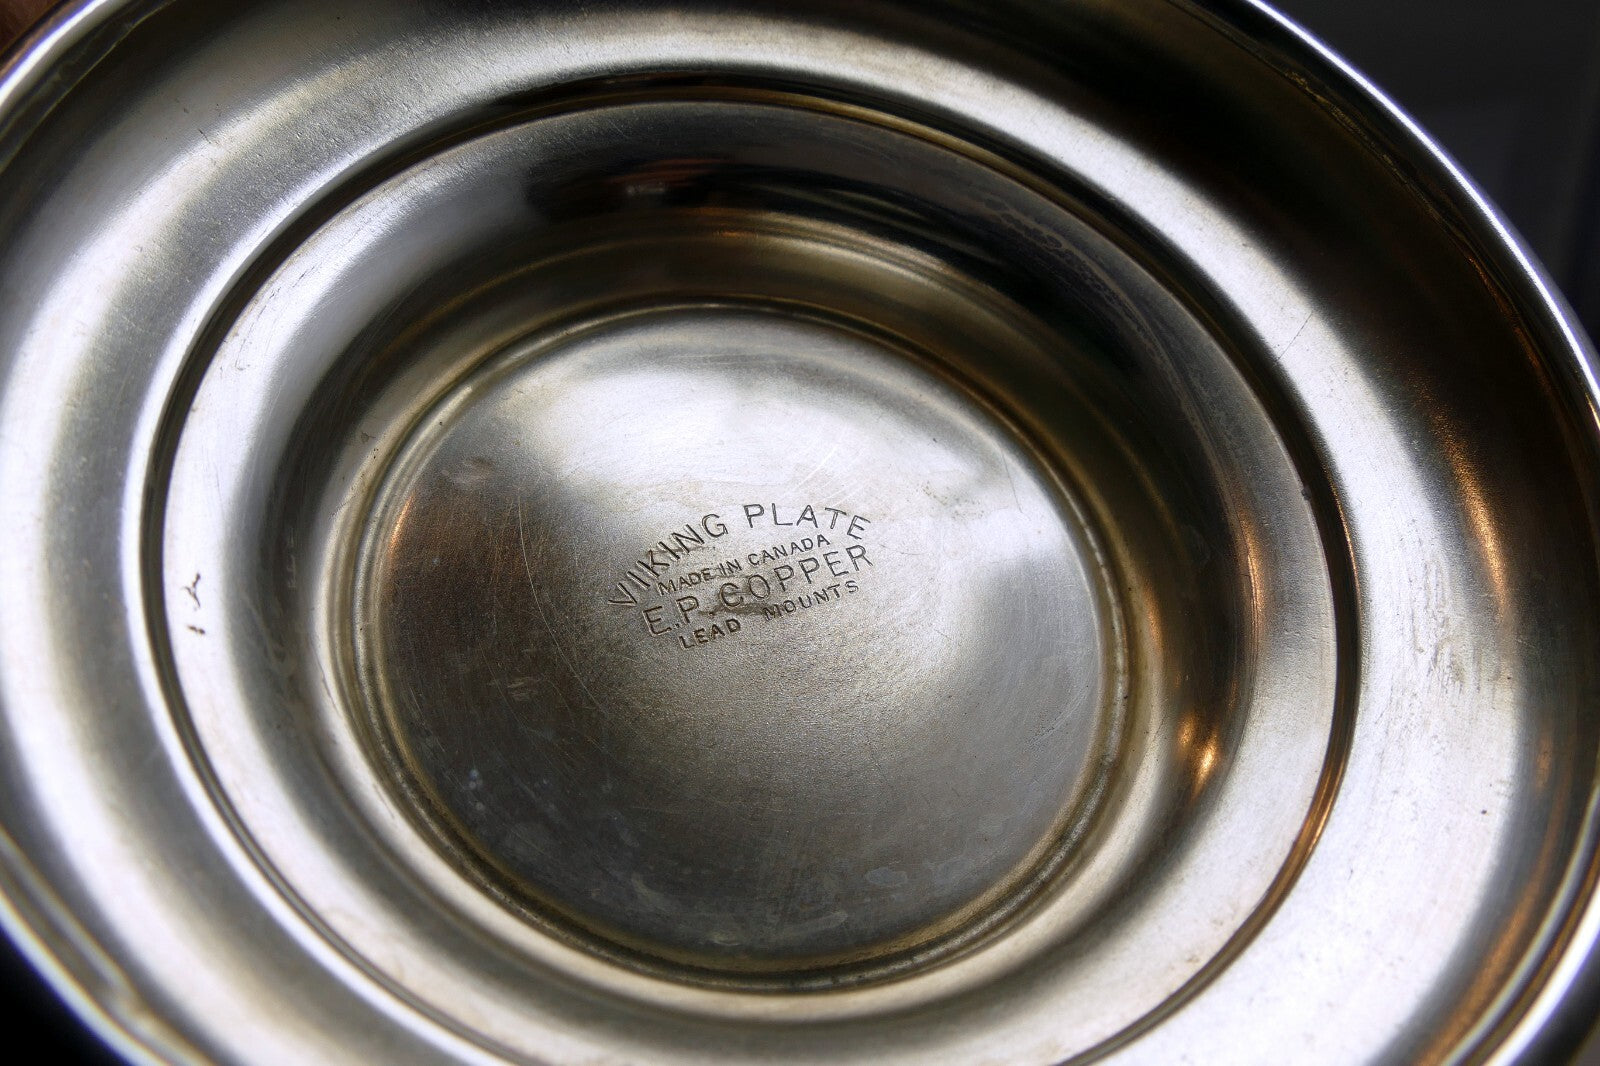 VIKING PLATE
MADE IN CANADA
E.P. COPPER
LEAD MOUNTS